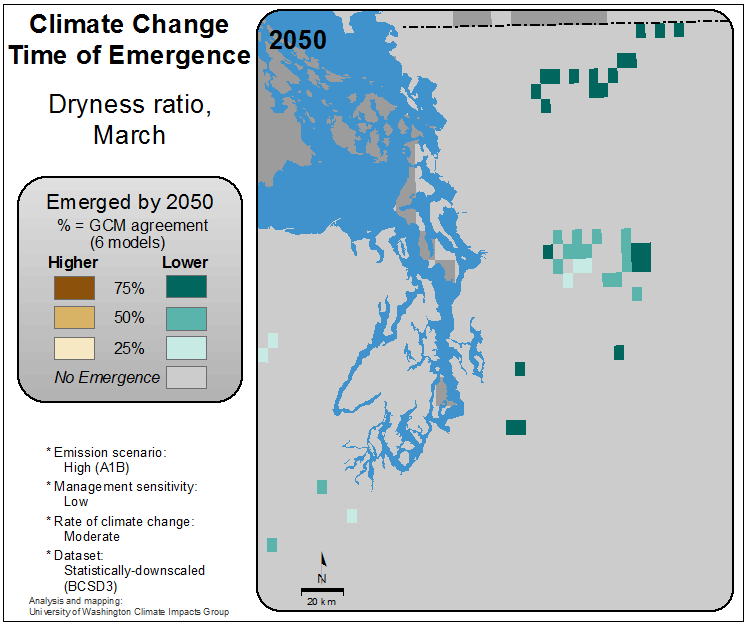 Climate Change
Time of Emergence
Dryness ratio,
March
Emerged by 2050
% = GCM agreement
(6 models)
Higher Lower
75%
50%
25%
No Emergence
* Emission scenario:
High (A1B)
* Management sensitivity:
Low
* Rate of climate change:
Moderate
* Dataset:
Statistically-downscaled
(BCSD3)
Analysis and mapping:
University of Washington Climate Impacts Group
2050
N
20 km